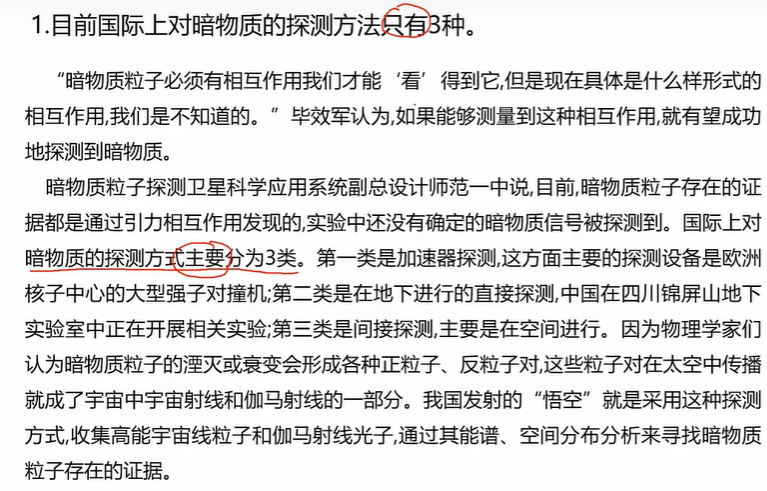 1.目前国际上对暗物质的探测方法只有3种。
“暗物质粒子必须有相互作用我们才能‘看’得到它,但是现在具体是什么样形式的
相互作用,我们是不知道的。”毕效军认为,如果能够测量到这种相互作用,就有望成功
地探测到暗物质。
暗物质粒子探测卫星科学应用系统副总设计师范一中说,目前,暗物质粒子存在的证
据都是通过引力相互作用发现的,实验中还没有确定的暗物质信号被探测到。国际上对
暗物质的探测方式主要分为3类。第一类是加速器探测,这方面主要的探测设备是欧洲
核子中心的大型强子对撞机;第二类是在地下进行的直接探测,中国在四川锦屏山地下
实验室中正在开展相关实验;第三类是间接探测,主要是在空间进行。因为物理学家们
认为暗物质粒子的湮灭或衰变会形成各种正粒子、反粒子对,这些粒子对在太空中传播
就成了宇宙中宇宙射线和伽马射线的一部分。我国发射的“悟空”就是采用这种探测
方式,收集高能宇宙线粒子和伽马射线光子,通过其能谱、空间分布分析来寻找暗物质
粒子存在的证据。